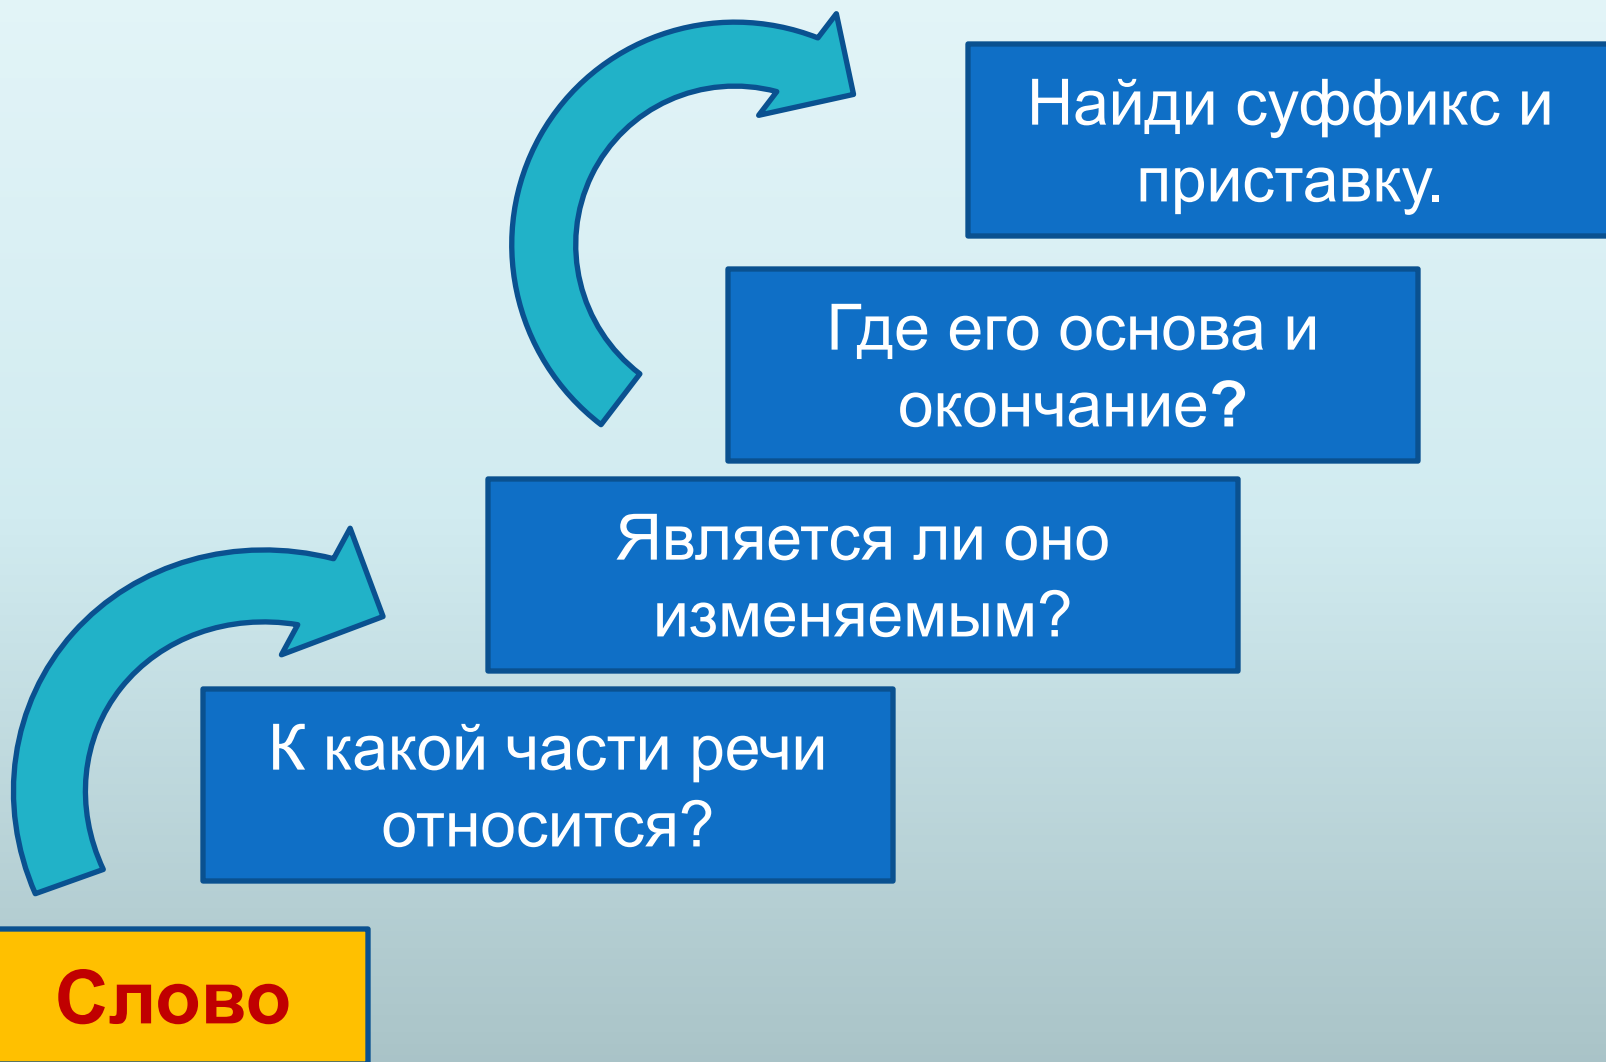 Найди суффикс и
приставку.
Где его основа и
окончание?
Является ли оно
изменяемым?
К какой части речи
относится?
Слово